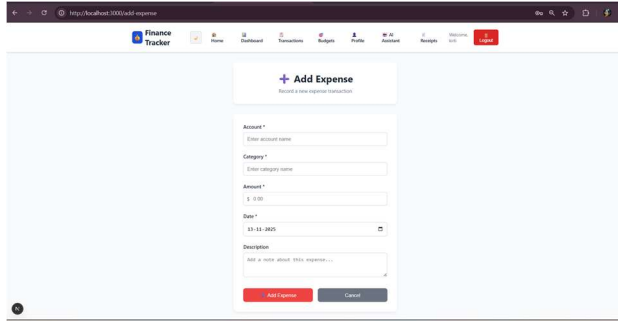 http://localhost:3000/add-expense
Finance Tracker
Home
Dashboard
Transactions
Budgets
Profile
AI Assistant
Receipts
Welcome,
Logout
Add Expense
Record a new expense transaction
Account *
Enter account name
Category *
Enter category name
Amount *
$ 0.00
Date *
13-11-2025
Description
Add a note about this expense...
Add Expense
Cancel
N